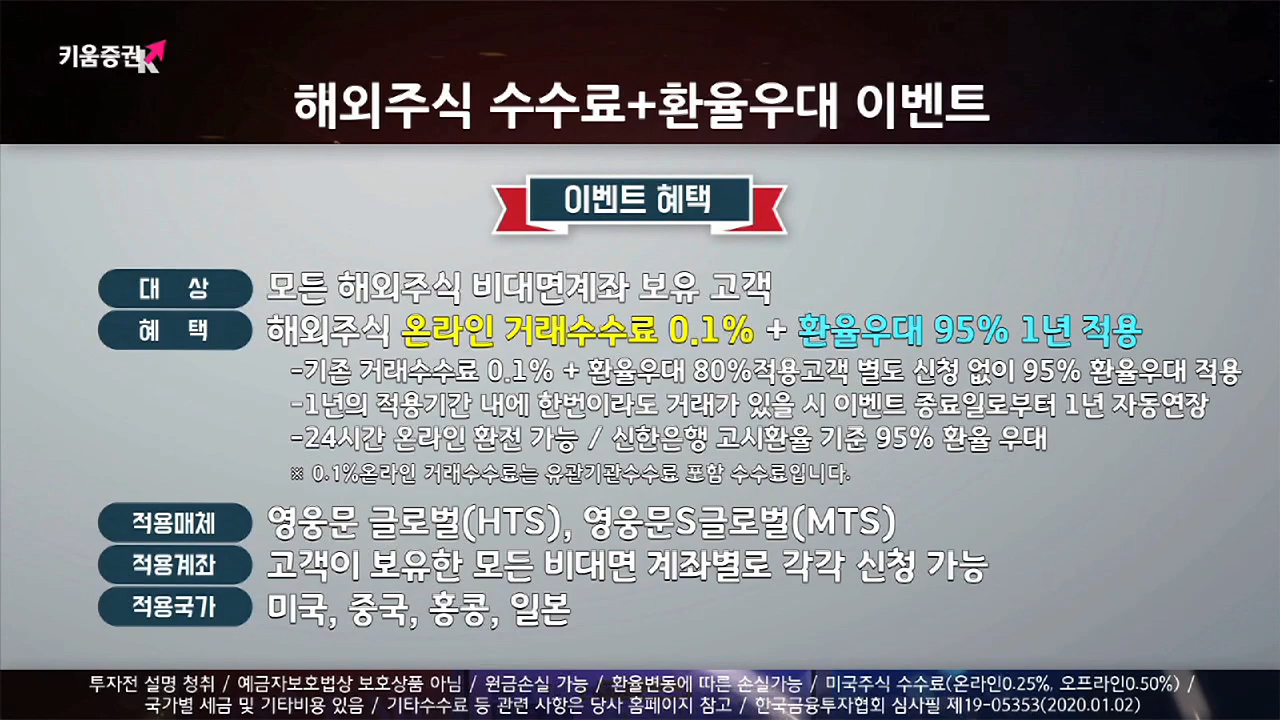 키움증권
해외주식 수수료+환율우대 이벤트
이벤트 혜택
대 상 모든 해외주식 비대면계좌 보유 고객
혜 택 해외주식 온라인 거래수수료 0.1% + 환율우대 95% 1년 적용
-기존 거래수수료 0.1% + 환율우대 80%적용고객 별도 신청 없이 95% 환율우대 적용
-1년의 적용기간 내에 한번이라도 거래가 있을 시 이벤트 종료일로부터 1년 자동연장
-24시간 온라인 환전 가능 / 신한은행 고시환율 기준 95% 환율 우대
※ 0.1%온라인 거래수수료는 유관기관수수료 포함 수수료입니다.
적용매체 영웅문 글로벌(HTS), 영웅문S글로벌(MTS)
적용계좌 고객이 보유한 모든 비대면 계좌별로 각각 신청 가능
적용국가 미국, 중국, 홍콩, 일본
투자전 설명 청취 / 예금자보호법상 보호상품 아님 / 원금손실 가능 / 환율변동에 따른 손실가능 / 미국주식 수수료(온라인0.25%, 오프라인0.50%) /
국가별 세금 및 기타비용 있음 / 기타수수료 등 관련 사항은 당사 홈페이지 참고 / 한국금융투자협회 심사필 제19-05353(2020.01.02)